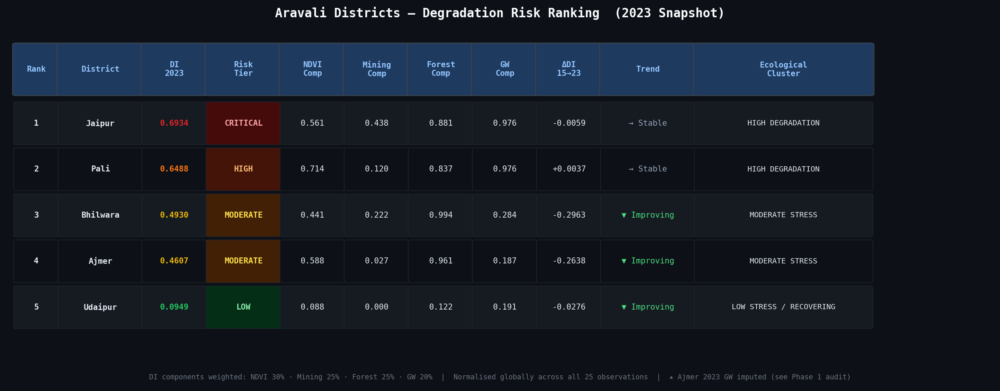 Aravali Districts — Degradation Risk Ranking  (2023 Snapshot)
Rank District DI 2023 Risk Tier NDVI Comp Mining Comp Forest Comp GW Comp ΔDI 15→23 Trend Ecological Cluster
1 Jaipur 0.6934 CRITICAL 0.561 0.438 0.881 0.976 -0.0059 → Stable HIGH DEGRADATION
2 Pali 0.6488 HIGH 0.714 0.120 0.837 0.976 +0.0037 → Stable HIGH DEGRADATION
3 Bhilwara 0.4930 MODERATE 0.441 0.222 0.994 0.284 -0.2963 ▼ Improving MODERATE STRESS
4 Ajmer 0.4607 MODERATE 0.588 0.027 0.961 0.187 -0.2638 ▼ Improving MODERATE STRESS
5 Udaipur 0.0949 LOW 0.088 0.000 0.122 0.191 -0.0276 ▼ Improving LOW STRESS / RECOVERING
DI components weighted: NDVI 30% · Mining 25% · Forest 25% · GW 20%  |  Normalised globally across all 25 observations  |  ★ Ajmer 2023 GW imputed (see Phase 1 audit)